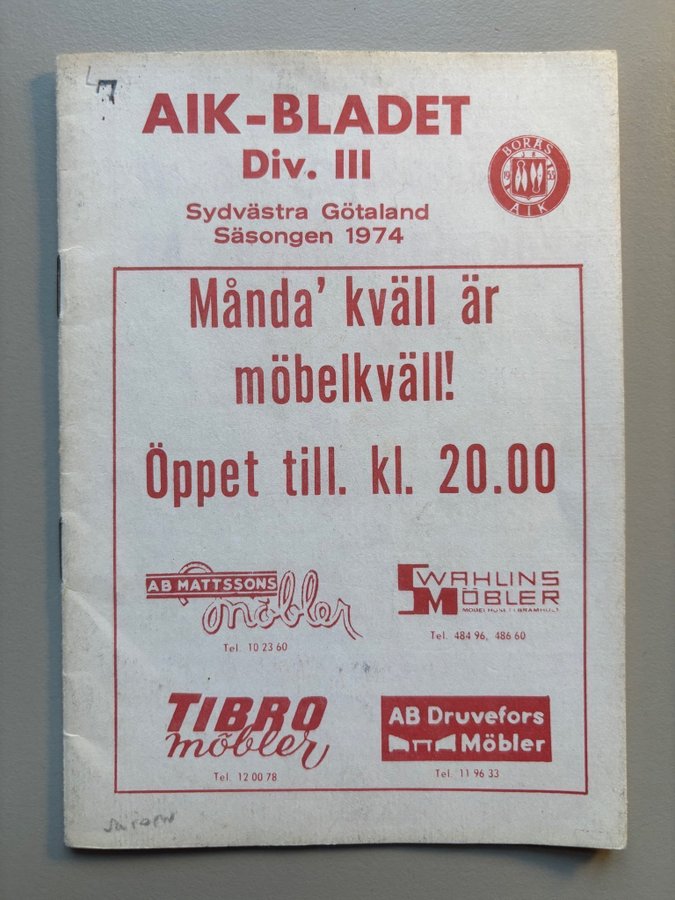 7
AIK-BLADET
Div. III
BORÅS
AIK
Sydvästra Götaland
Säsongen 1974
Månda' kväll är
möbelkväll!
Öppet till. kl. 20.00
AB MATTSSONS
möbler
Tel. 10 23 60
SWAHLINS
MÖBLER
Tel. 484 96, 486 60
TIBRO
möbler
Tel. 12 00 78
AB Druvefors
Möbler
Tel. 11 96 33